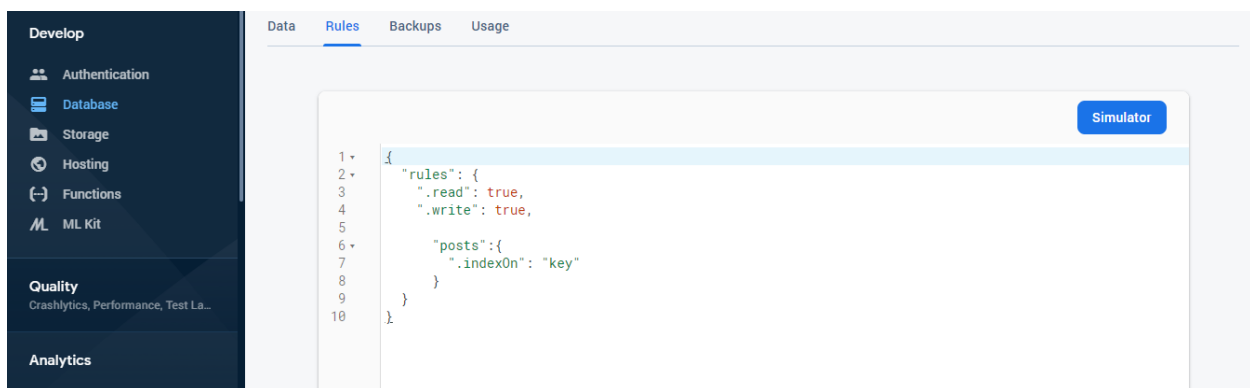 Develop
Authentication
Database
Storage
Hosting
Functions
ML Kit
Quality
Crashlytics, Performance, Test La...
Analytics
Data Rules Backups Usage
Simulator
1 {
2 "rules": {
3 ".read": true,
4 ".write": true,
5
6 "posts":{
7 ".indexOn": "key"
8 }
9 }
10 }